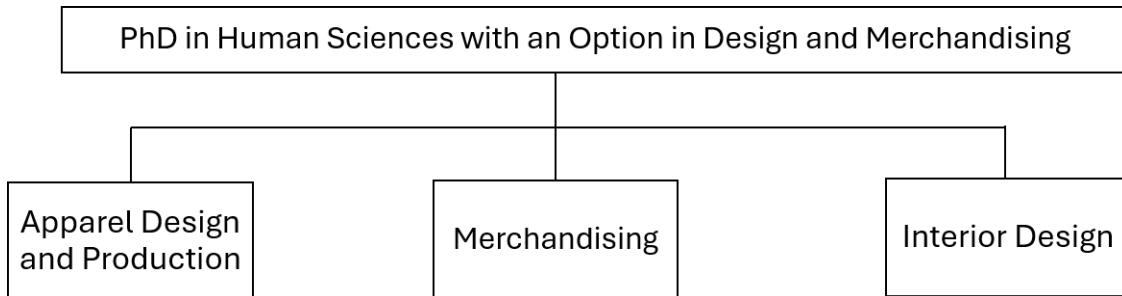 PhD in Human Sciences with an Option in Design and Merchandising
Apparel Design
and Production
Merchandising
Interior Design